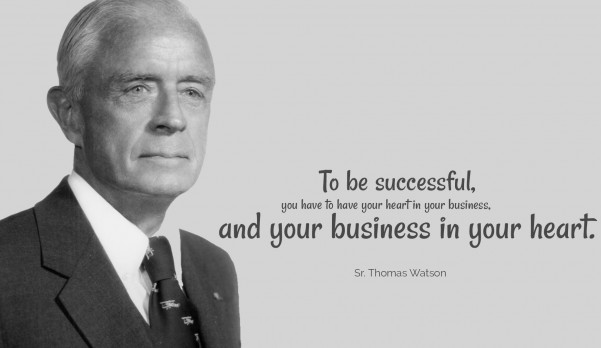 To be successful,
you have to have your heart in your business,
and your business in your heart.
Sr. Thomas Watson